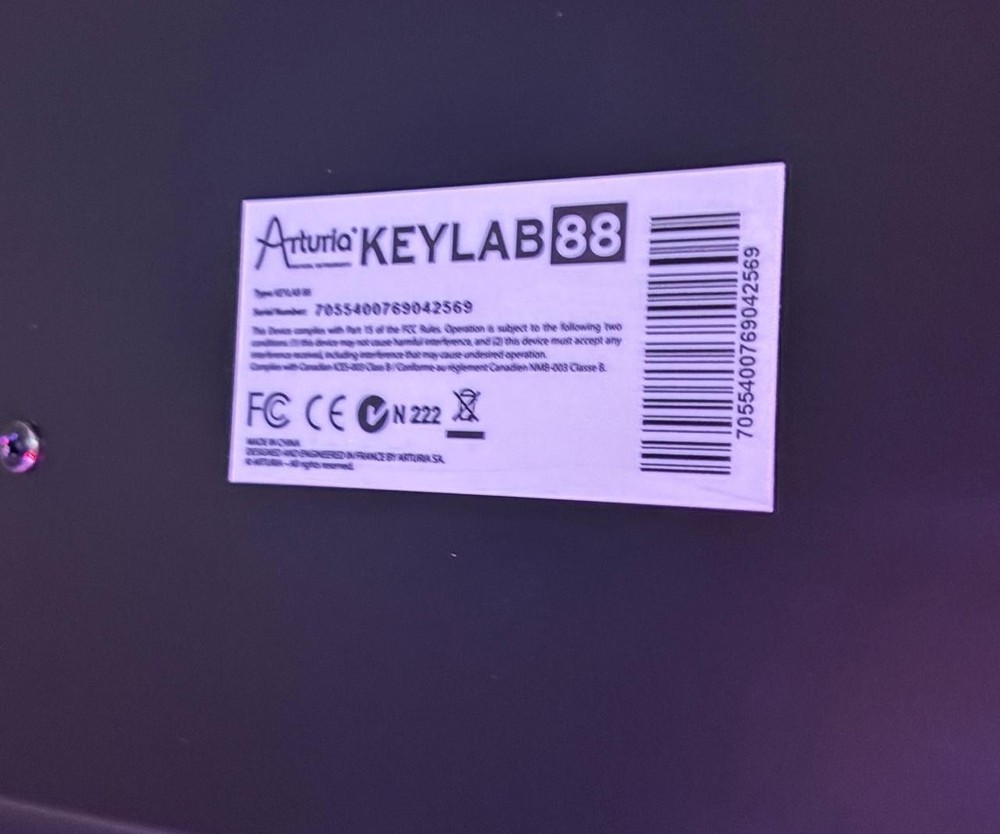 Arturia KEYLAB 88
Type: KEYLAB 88
Serial Number: 7055400769042569
This Device complies with Part 15 of the FCC Rules. Operation is subject to the following two
conditions: (1) this device may not cause harmful interference, and (2) this device must accept any
interference received, including interference that may cause undesired operation.
Complies with Canadian ICES-003 Class B / Conforme au réglement Canadien NMB-003 Classe B.
FC CE N 222
MADE IN CHINA
DESIGNED AND ENGINEERED IN FRANCE BY ARTURIA SA.
© ARTURIA – All rights reserved.
7055400769042569